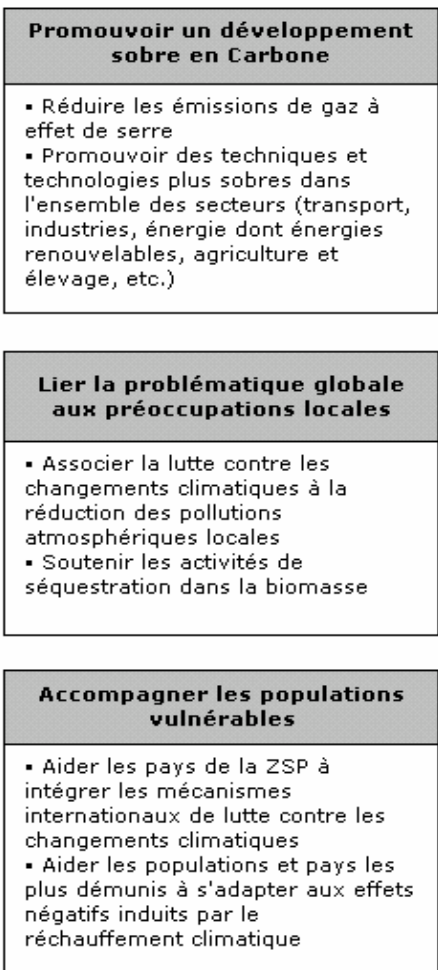 Promouvoir un développement
sobre en Carbone
▪ Réduire les émissions de gaz à
effet de serre
▪ Promouvoir des techniques et
technologies plus sobres dans
l'ensemble des secteurs (transport,
industries, énergie dont énergies
renouvelables, agriculture et
élevage, etc.)
Lier la problématique globale
aux préoccupations locales
▪ Associer la lutte contre les
changements climatiques à la
réduction des pollutions
atmosphériques locales
▪ Soutenir les activités de
séquestration dans la biomasse
Accompagner les populations
vulnérables
▪ Aider les pays de la ZSP à
intégrer les mécanismes
internationaux de lutte contre les
changements climatiques
▪ Aider les populations et pays les
plus démunis à s'adapter aux effets
négatifs induits par le
réchauffement climatique